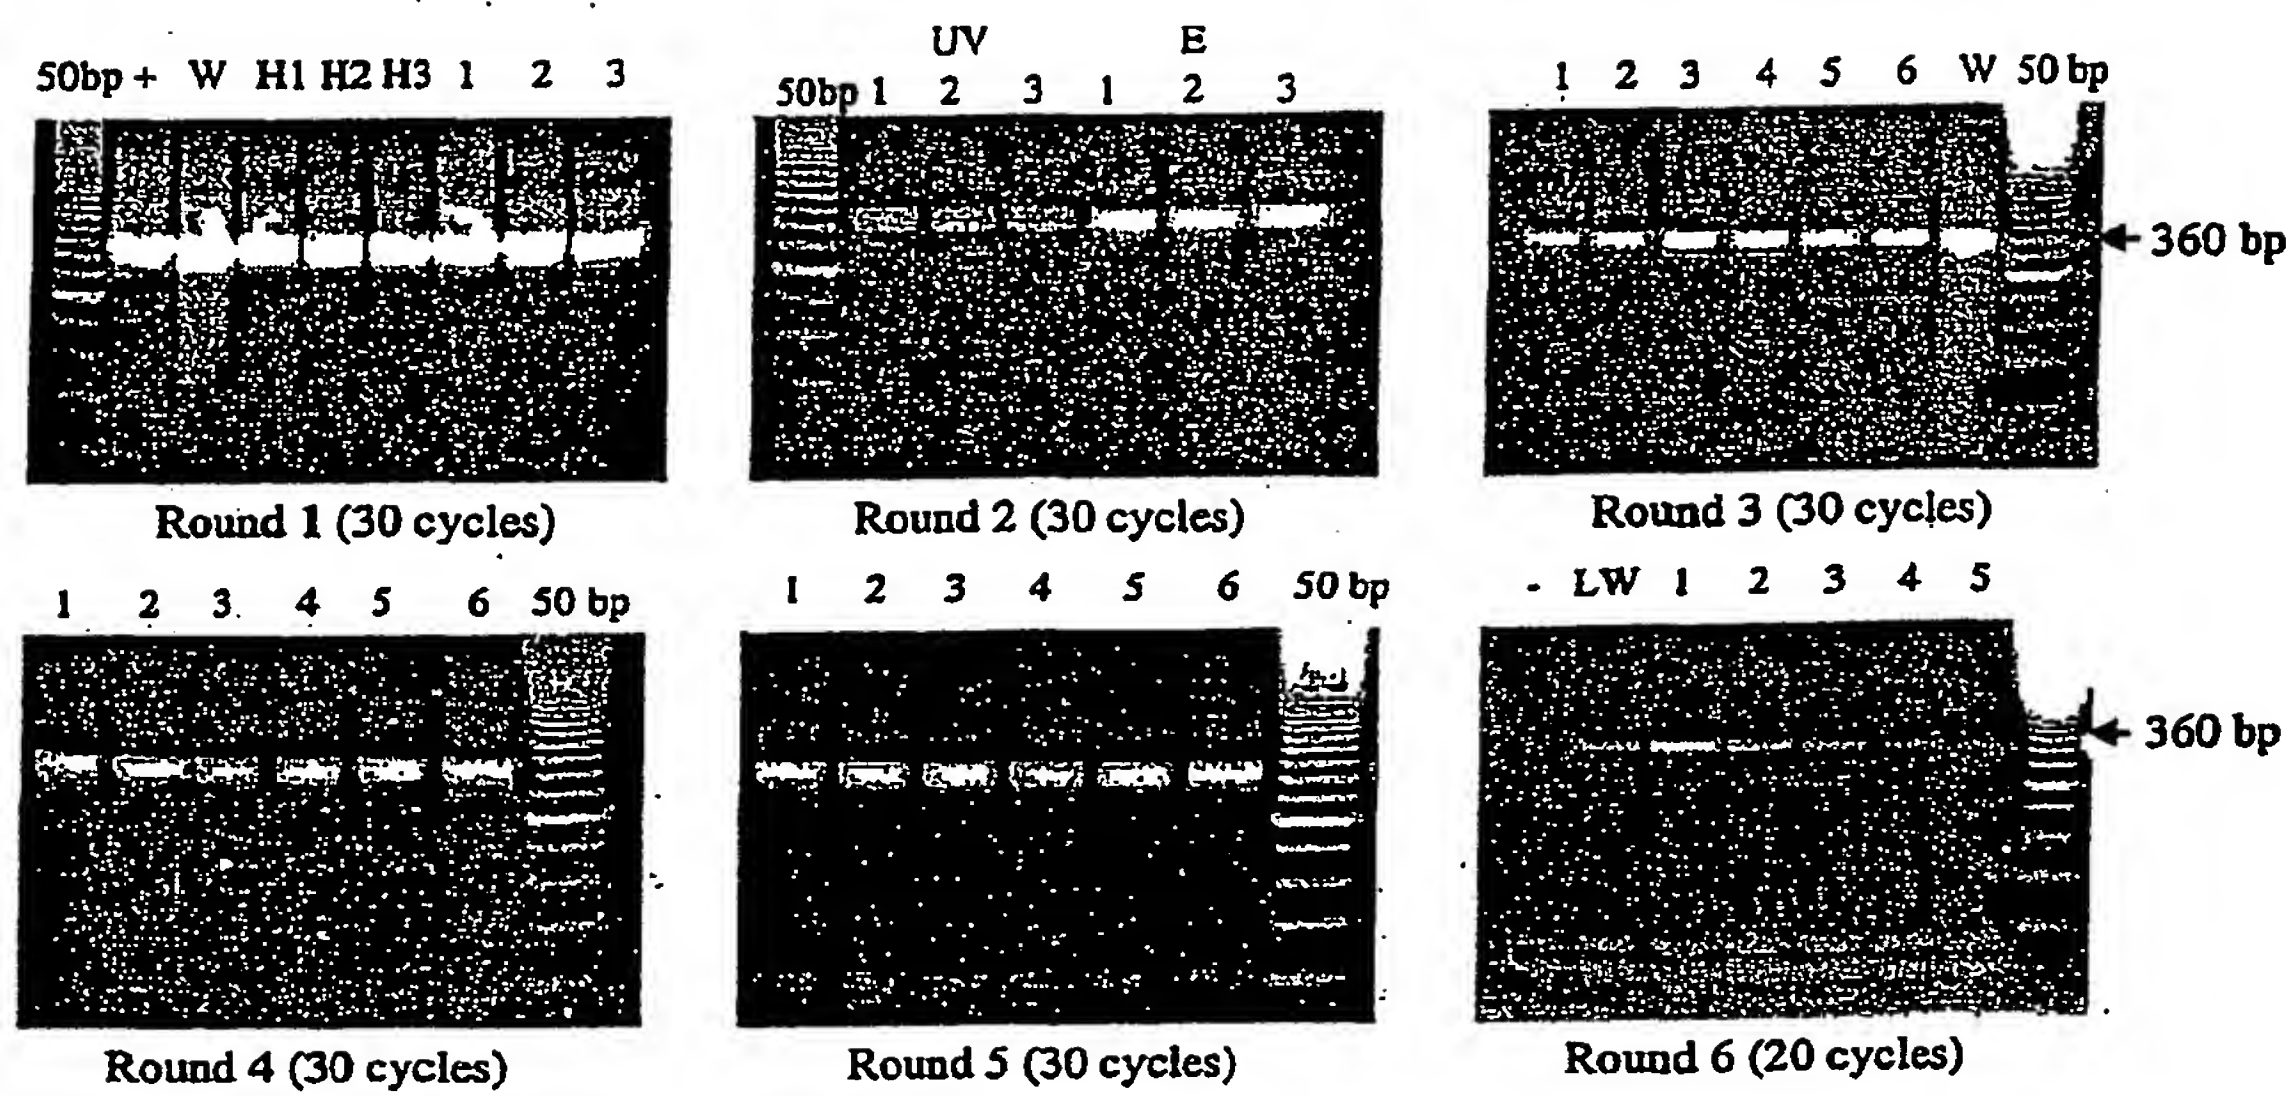 50bp + W H1 H2 H3 1 2 3
Round 1 (30 cycles)
UV E
50bp 1 2 3 1 2 3
Round 2 (30 cycles)
1 2 3 4 5 6 W 50 bp
360 bp
Round 3 (30 cycles)
1 2 3. 4 5 6 50 bp
Round 4 (30 cycles)
1 2 3 4 5 6 50 bp
Round 5 (30 cycles)
- LW 1 2 3 4 5
360 bp
Round 6 (20 cycles)